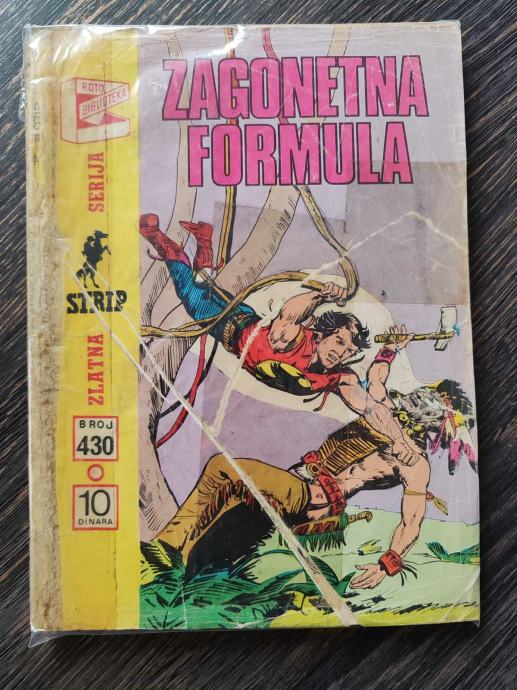 ROTO
BIBLIOTEKA
ZAGONETNA
FORMULA
ZLATNA SERIJA
STRIP
BROJ
430
10
DINARA